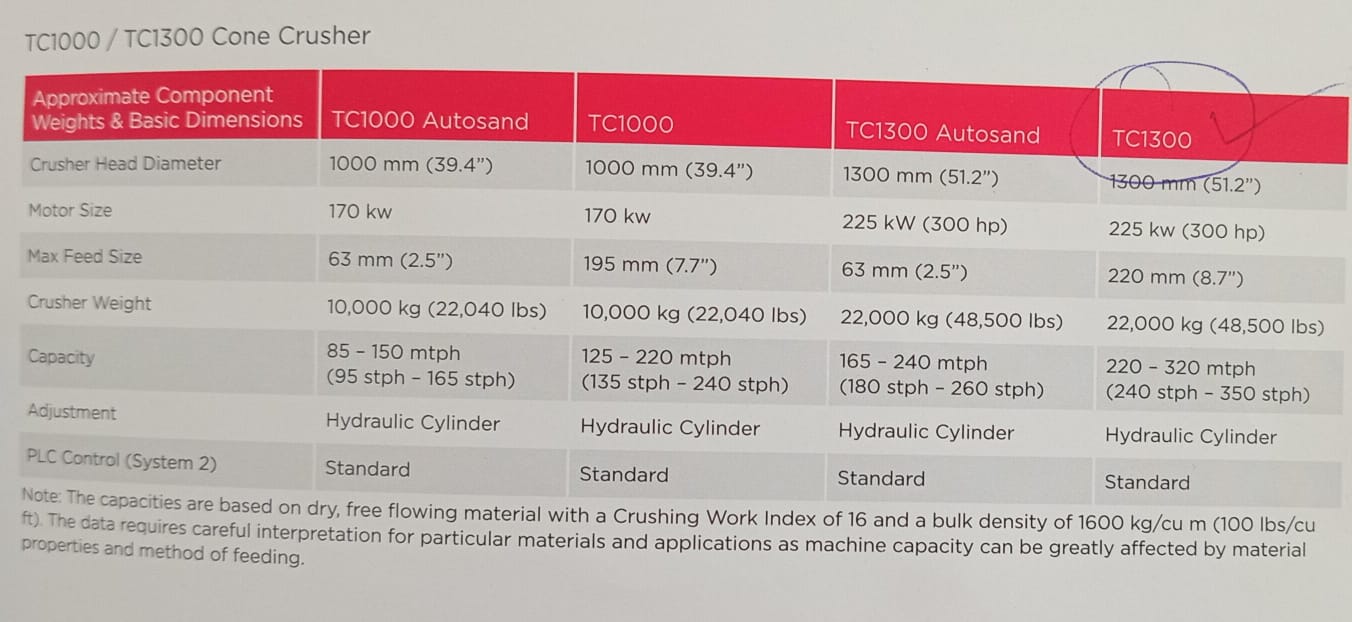 TC1000 / TC1300 Cone Crusher
Approximate Component
Weights & Basic Dimensions TC1000 Autosand TC1000 TC1300 Autosand TC1300
Crusher Head Diameter 1000 mm (39.4") 1000 mm (39.4") 1300 mm (51.2") 1300 mm (51.2")
Motor Size 170 kw 170 kw 225 kW (300 hp) 225 kw (300 hp)
Max Feed Size 63 mm (2.5") 195 mm (7.7") 63 mm (2.5") 220 mm (8.7")
Crusher Weight 10,000 kg (22,040 lbs) 10,000 kg (22,040 lbs) 22,000 kg (48,500 lbs) 22,000 kg (48,500 lbs)
Capacity 85 – 150 mtph 125 – 220 mtph 165 – 240 mtph 220 – 320 mtph
(95 stph – 165 stph) (135 stph – 240 stph) (180 stph – 260 stph) (240 stph – 350 stph)
Adjustment Hydraulic Cylinder Hydraulic Cylinder Hydraulic Cylinder Hydraulic Cylinder
PLC Control (System 2) Standard Standard Standard Standard
Note: The capacities are based on dry, free flowing material with a Crushing Work Index of 16 and a bulk density of 1600 kg/cu m (100 lbs/cu
ft). The data requires careful interpretation for particular materials and applications as machine capacity can be greatly affected by material
properties and method of feeding.